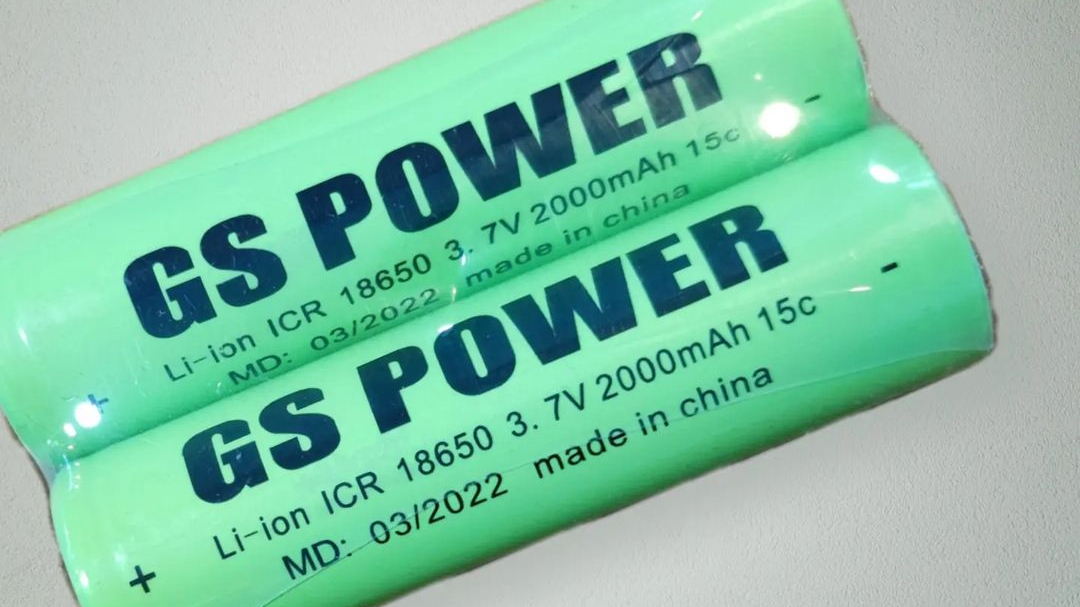 GS POWER
Li-ion ICR 18650 3.7V 2000mAh 15c
MD: 03/2022 made in china
-
+
GS POWER
Li-ion ICR 18650 3.7V 2000mAh 15c
MD: 03/2022 made in china
-
+